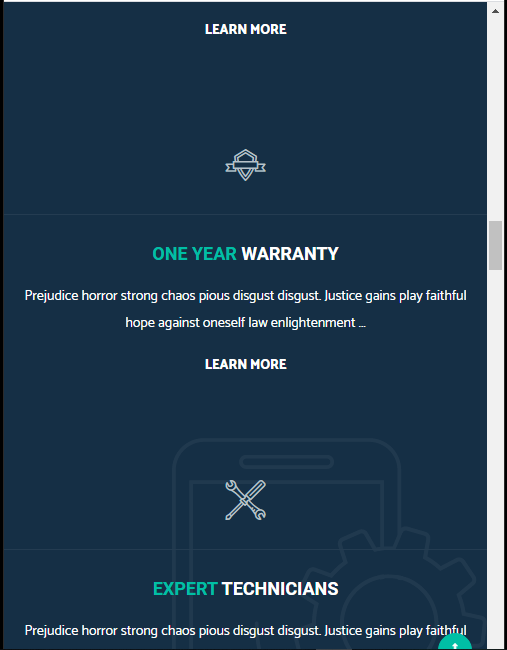 LEARN MORE
ONE YEAR WARRANTY
Prejudice horror strong chaos pious disgust disgust. Justice gains play faithful
hope against oneself law enlightenment ...
LEARN MORE
EXPERT TECHNICIANS
Prejudice horror strong chaos pious disgust disgust. Justice gains play faithful